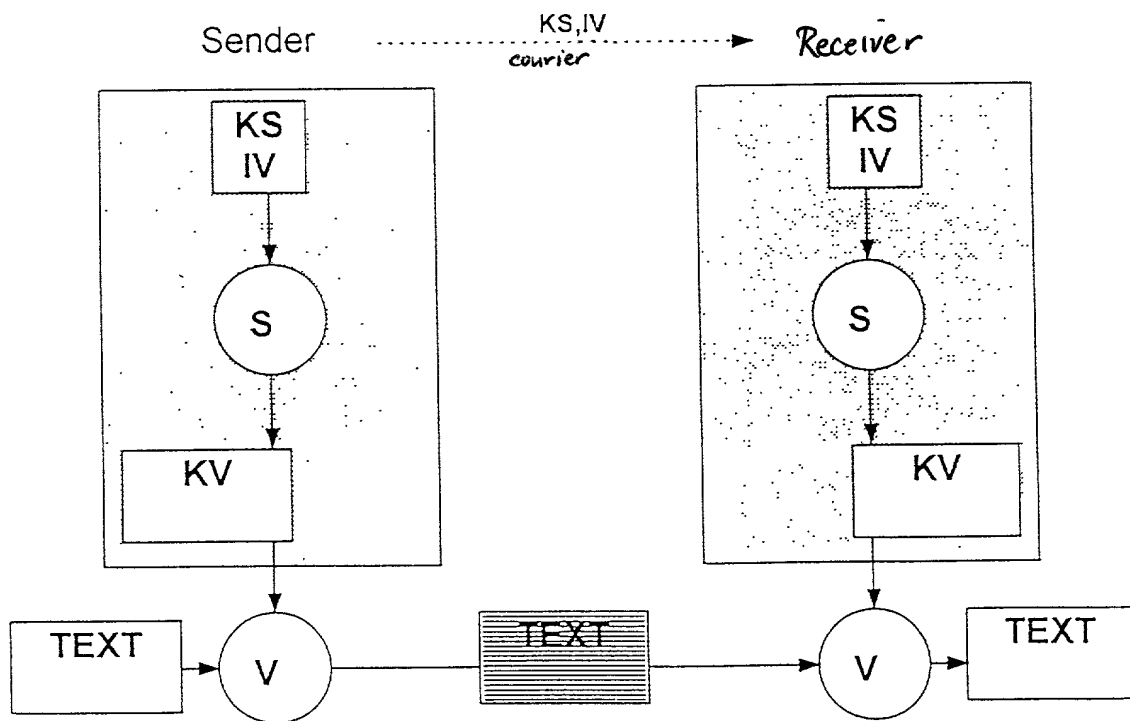 KS,IV
Sender
courier
Receiver
KS
IV
KS
IV
S
S
KV
KV
TEXT
V
TEXT
V
TEXT